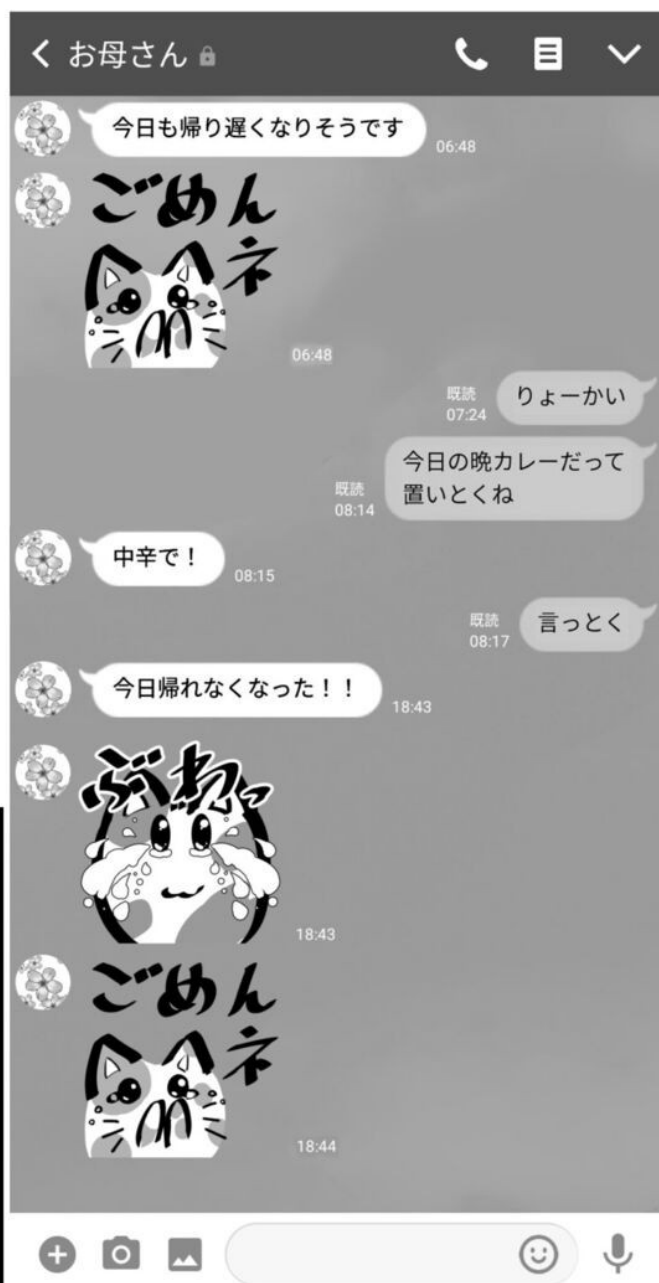 お母さん
今日も帰り遅くなりそうです
06:48
ごめん
ネ
06:48
既読
07:24
りょーかい
今日の晩カレーだって
置いとくね
既読
08:14
中辛で！
08:15
既読
08:17
言っとく
今日帰れなくなった！！
18:43
ぶわっ
18:43
ごめん
ネ
18:44